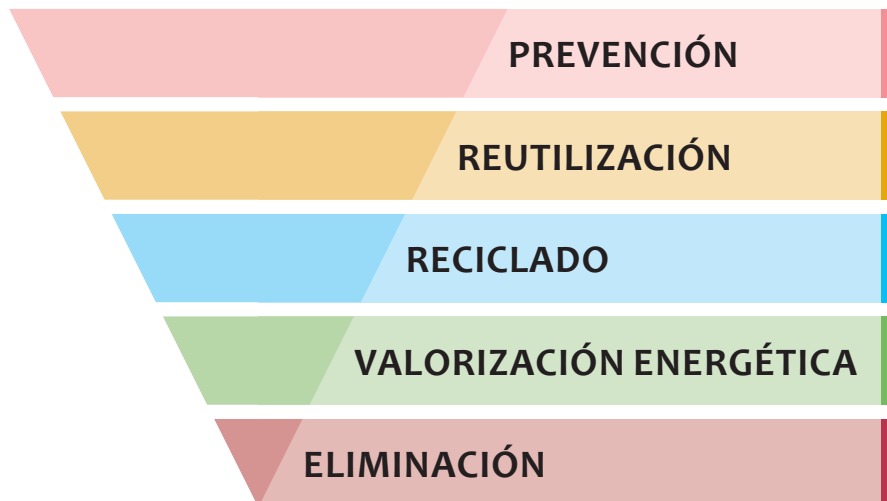 PREVENCIÓN
REUTILIZACIÓN
RECICLADO
VALORIZACIÓN ENERGÉTICA
ELIMINACIÓN